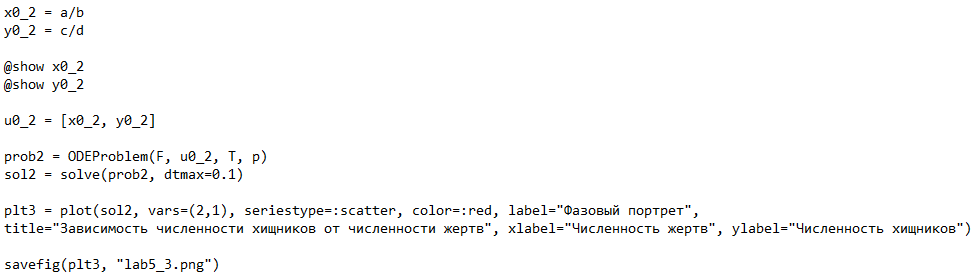 x0_2 = a/b
y0_2 = c/d
@show x0_2
@show y0_2
u0_2 = [x0_2, y0_2]
prob2 = ODEProblem(F, u0_2, T, p)
sol2 = solve(prob2, dtmax=0.1)
plt3 = plot(sol2, vars=(2,1), seriestype=:scatter, color=:red, label="Фазовый портрет",
title="Зависимость численности хищников от численности жертв", xlabel="Численность жертв", ylabel="Численность хищников")
savefig(plt3, "lab5_3.png")